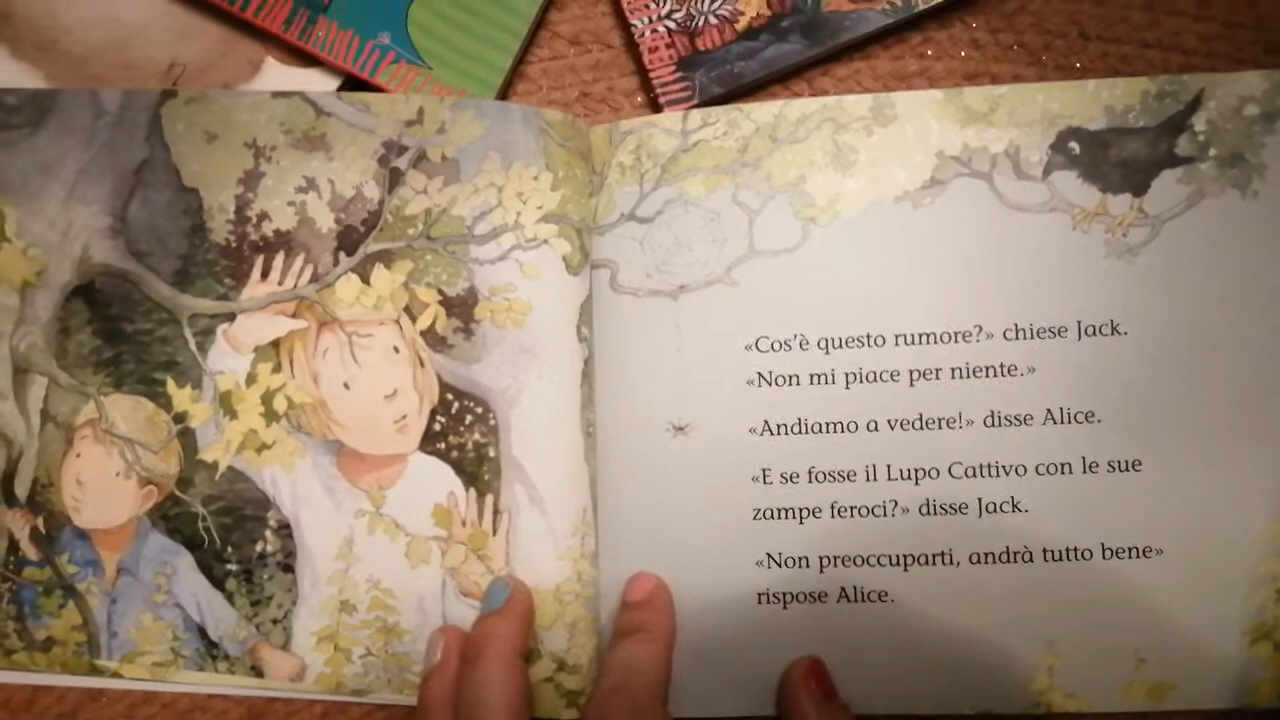 «Cos'è questo rumore?» chiese Jack.
«Non mi piace per niente.»
«Andiamo a vedere!» disse Alice.
«E se fosse il Lupo Cattivo con le sue
zampe feroci?» disse Jack.
«Non preoccuparti, andrà tutto bene»
rispose Alice.